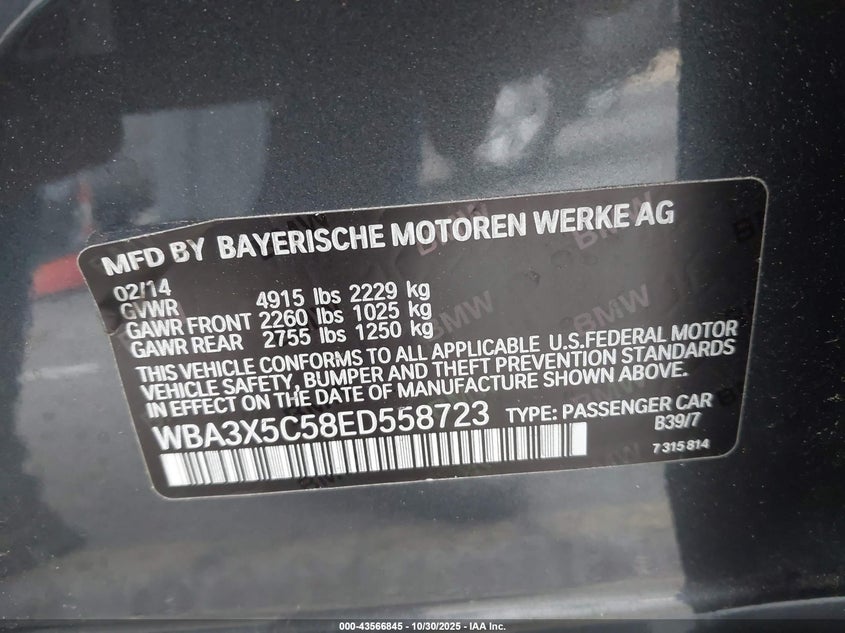 MFD BY BAYERISCHE MOTOREN WERKE AG
02/14
GVWR 4915 lbs 2229 kg
GAWR FRONT 2260 lbs 1025 kg
GAWR REAR 2755 lbs 1250 kg
THIS VEHICLE CONFORMS TO ALL APPLICABLE U.S.FEDERAL MOTOR
VEHICLE SAFETY, BUMPER AND THEFT PREVENTION STANDARDS
IN EFFECT ON THE DATE OF MANUFACTURE SHOWN ABOVE.
WBA3X5C58ED558723 TYPE: PASSENGER CAR
B39/7
7 315 814
000-43566845 - 10/30/2025 - IAA Inc.